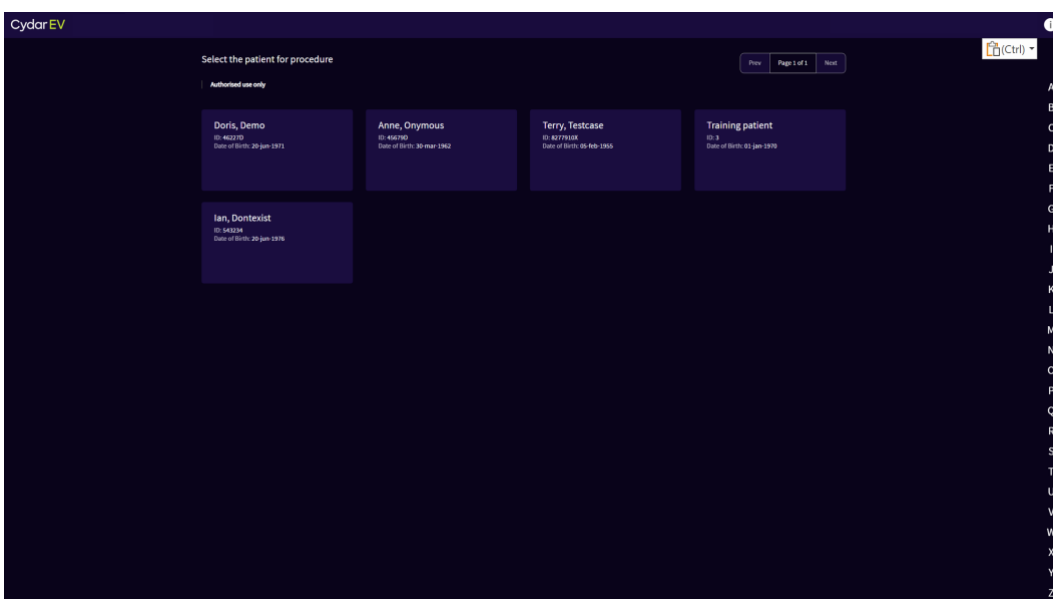 Cydar EV
i
(Ctrl)
Select the patient for procedure
Prev Page 1 of 1 Next
Authorised use only
Doris, Demo
ID: 46227D
Date of Birth: 20-jun-1971
Anne, Onymous
ID: 45679D
Date of Birth: 30-mar-1962
Terry, Testcase
ID: 8277910X
Date of Birth: 05-feb-1955
Training patient
ID: 3
Date of Birth: 01-jan-1970
Ian, Dontexist
ID: 543234
Date of Birth: 20-jun-1976
A
B
C
D
E
F
G
H
I
J
K
L
M
N
O
P
Q
R
S
T
U
V
W
X
Y
Z